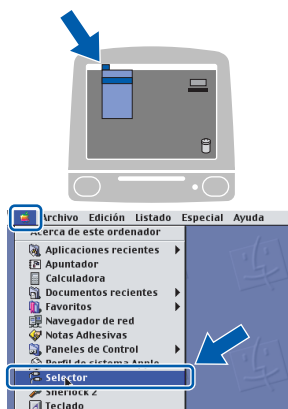 Archivo Edición Listado Especial Ayuda
Acerca de este ordenador
Aplicaciones recientes
Apuntador
Calculadora
Documentos recientes
Favoritos
Navegador de red
Notas Adhesivas
Paneles de Control
Perfil de sistema Apple
Selector
Sherlock 2
Teclado